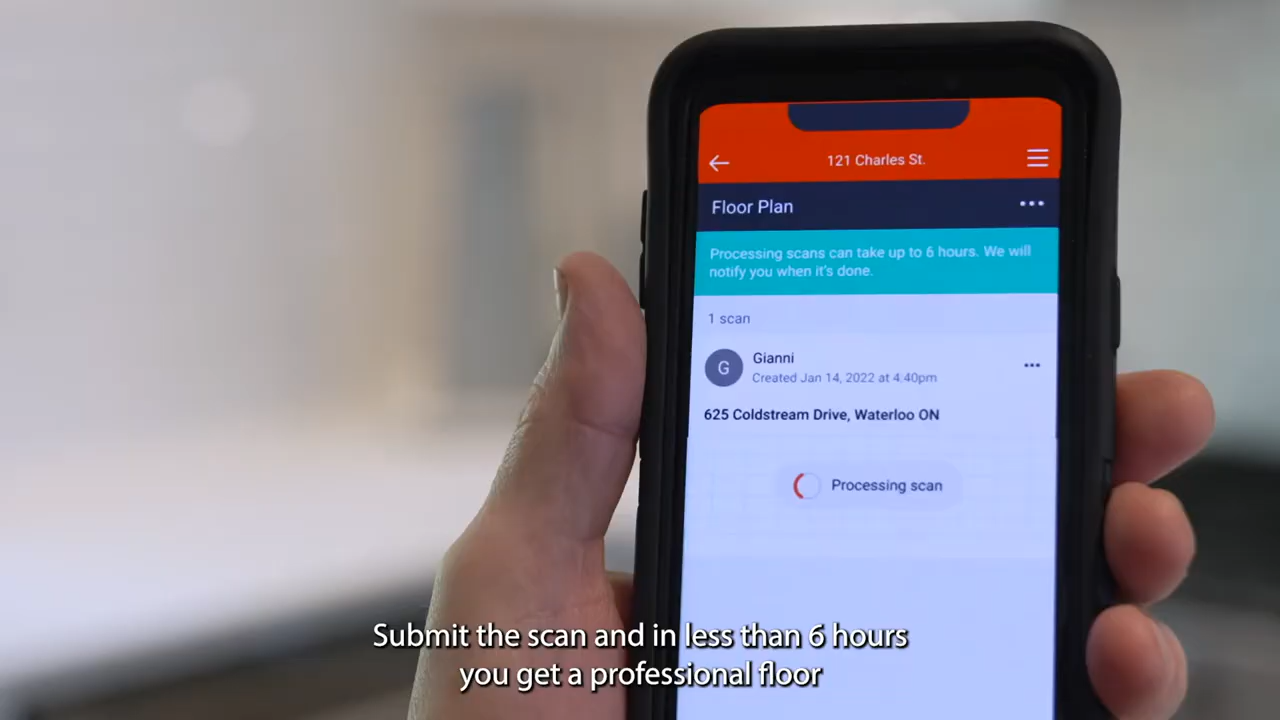 121 Charles St.
Floor Plan
Processing scans can take up to 6 hours. We will
notify you when it's done.
1 scan
G
Gianni
Created Jan 14, 2022 at 4:40pm
625 Coldstream Drive, Waterloo ON
Processing scan
Submit the scan and in less than 6 hours
you get a professional floor